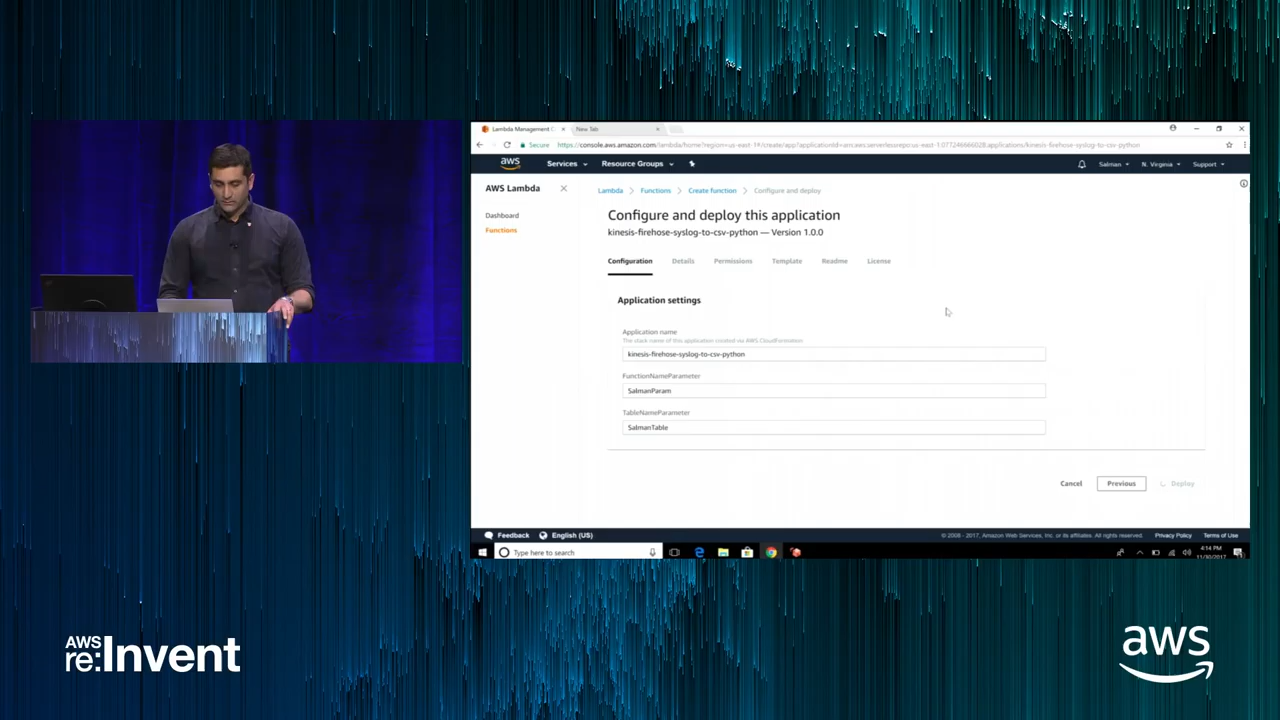 Lambda Management C
New Tab
Secure
https://console.aws.amazon.com/lambda/home?region=us-east-1#/create/app?applicationId=arn:aws:serverlessrepo:us-east-1:077246666028:applications/kinesis-firehose-syslog-to-csv-python
aws
Services
Resource Groups
Salman
N. Virginia
Support
AWS Lambda
Dashboard
Functions
Lambda
Functions
Create function
Configure and deploy
Configure and deploy this application
kinesis-firehose-syslog-to-csv-python — Version 1.0.0
Configuration
Details
Permissions
Template
Readme
License
Application settings
Application name
The stack name of this application created via AWS CloudFormation
kinesis-firehose-syslog-to-csv-python
FunctionNameParameter
SalmanParam
TableNameParameter
SalmanTable
Cancel
Previous
Deploy
Feedback
English (US)
© 2008 - 2017, Amazon Web Services, Inc. or its affiliates. All rights reserved.
Privacy Policy
Terms of Use
Type here to search
4:14 PM
11/30/2017
AWS
re:Invent
aws